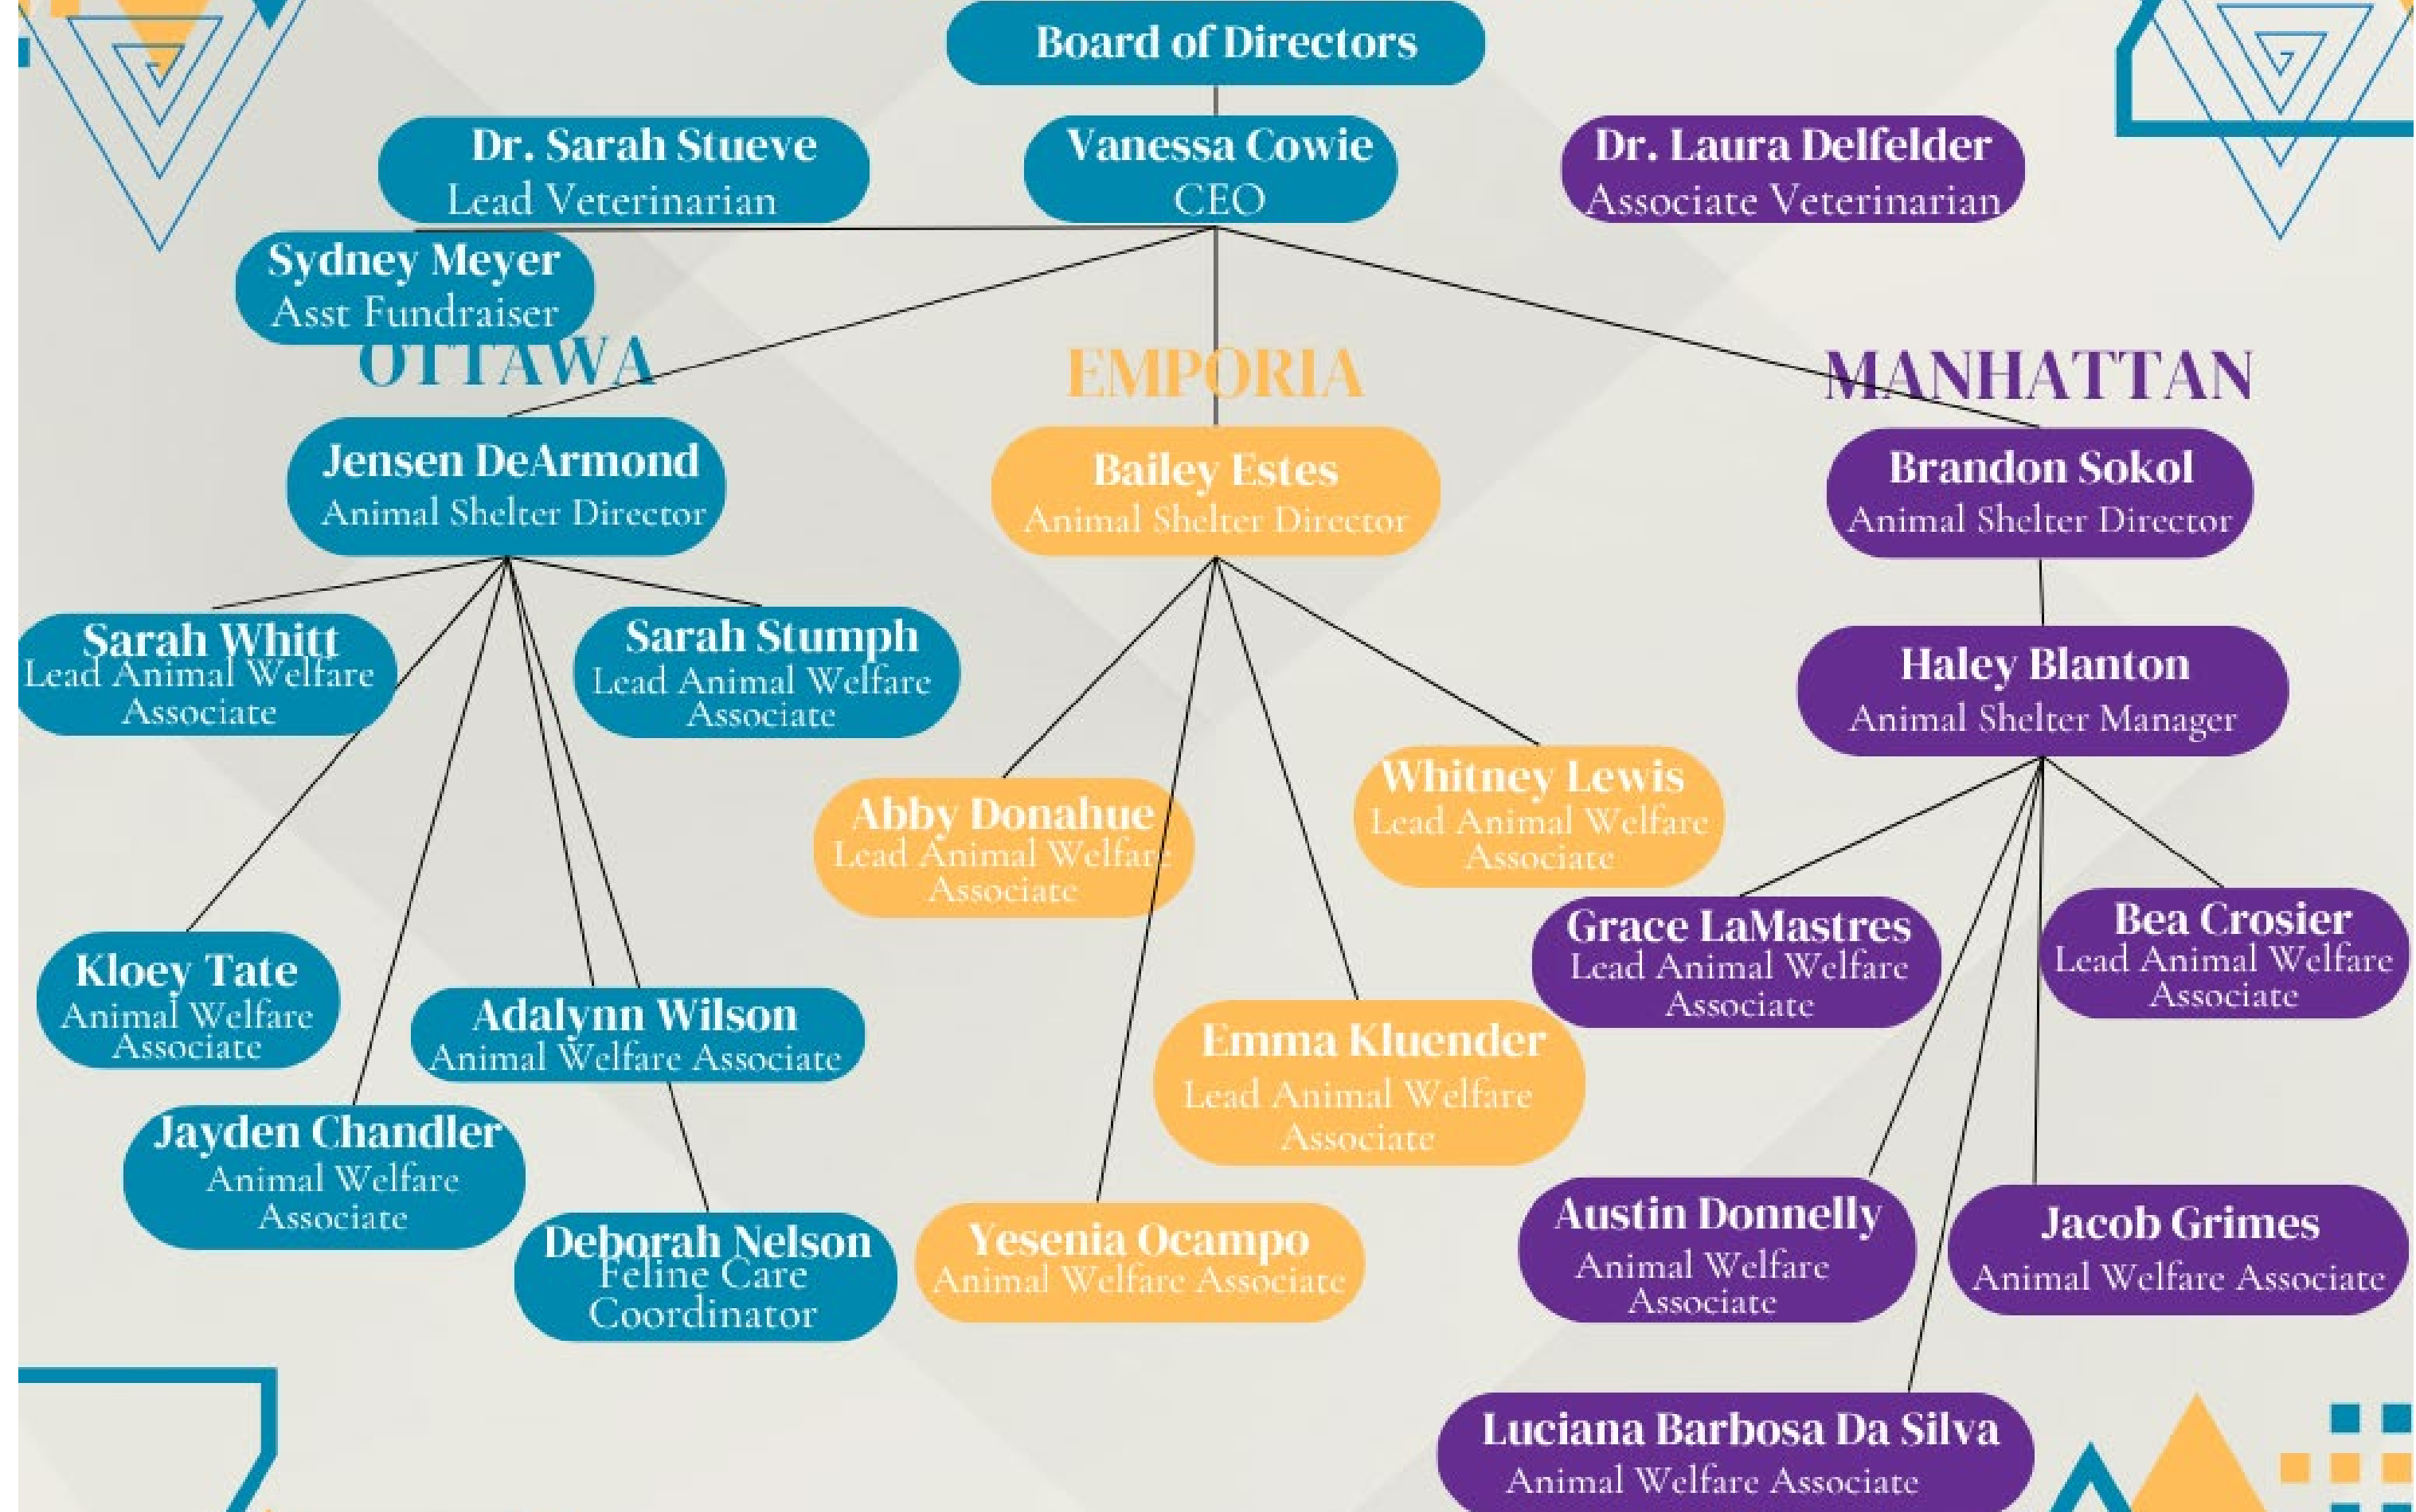 Board of Directors
Dr. Sarah Stueve
Lead Veterinarian
Vanessa Cowie
CEO
Dr. Laura Delfelder
Associate Veterinarian
Sydney Meyer
Asst Fundraiser
OTTAWA
EMPORIA
MANHATTAN
Jensen DeArmond
Animal Shelter Director
Bailey Estes
Animal Shelter Director
Brandon Sokol
Animal Shelter Director
Sarah Whitt
Lead Animal Welfare
Associate
Sarah Stumph
Lead Animal Welfare
Associate
Haley Blanton
Animal Shelter Manager
Abby Donahue
Lead Animal Welfare
Associate
Whitney Lewis
Lead Animal Welfare
Associate
Grace LaMastres
Lead Animal Welfare
Associate
Bea Crosier
Lead Animal Welfare
Associate
Kloey Tate
Animal Welfare
Associate
Adalynn Wilson
Animal Welfare Associate
Emma Kluender
Lead Animal Welfare
Associate
Jayden Chandler
Animal Welfare
Associate
Deborah Nelson
Feline Care
Coordinator
Yesenia Ocampo
Animal Welfare Associate
Austin Donnelly
Animal Welfare
Associate
Jacob Grimes
Animal Welfare Associate
Luciana Barbosa Da Silva
Animal Welfare Associate